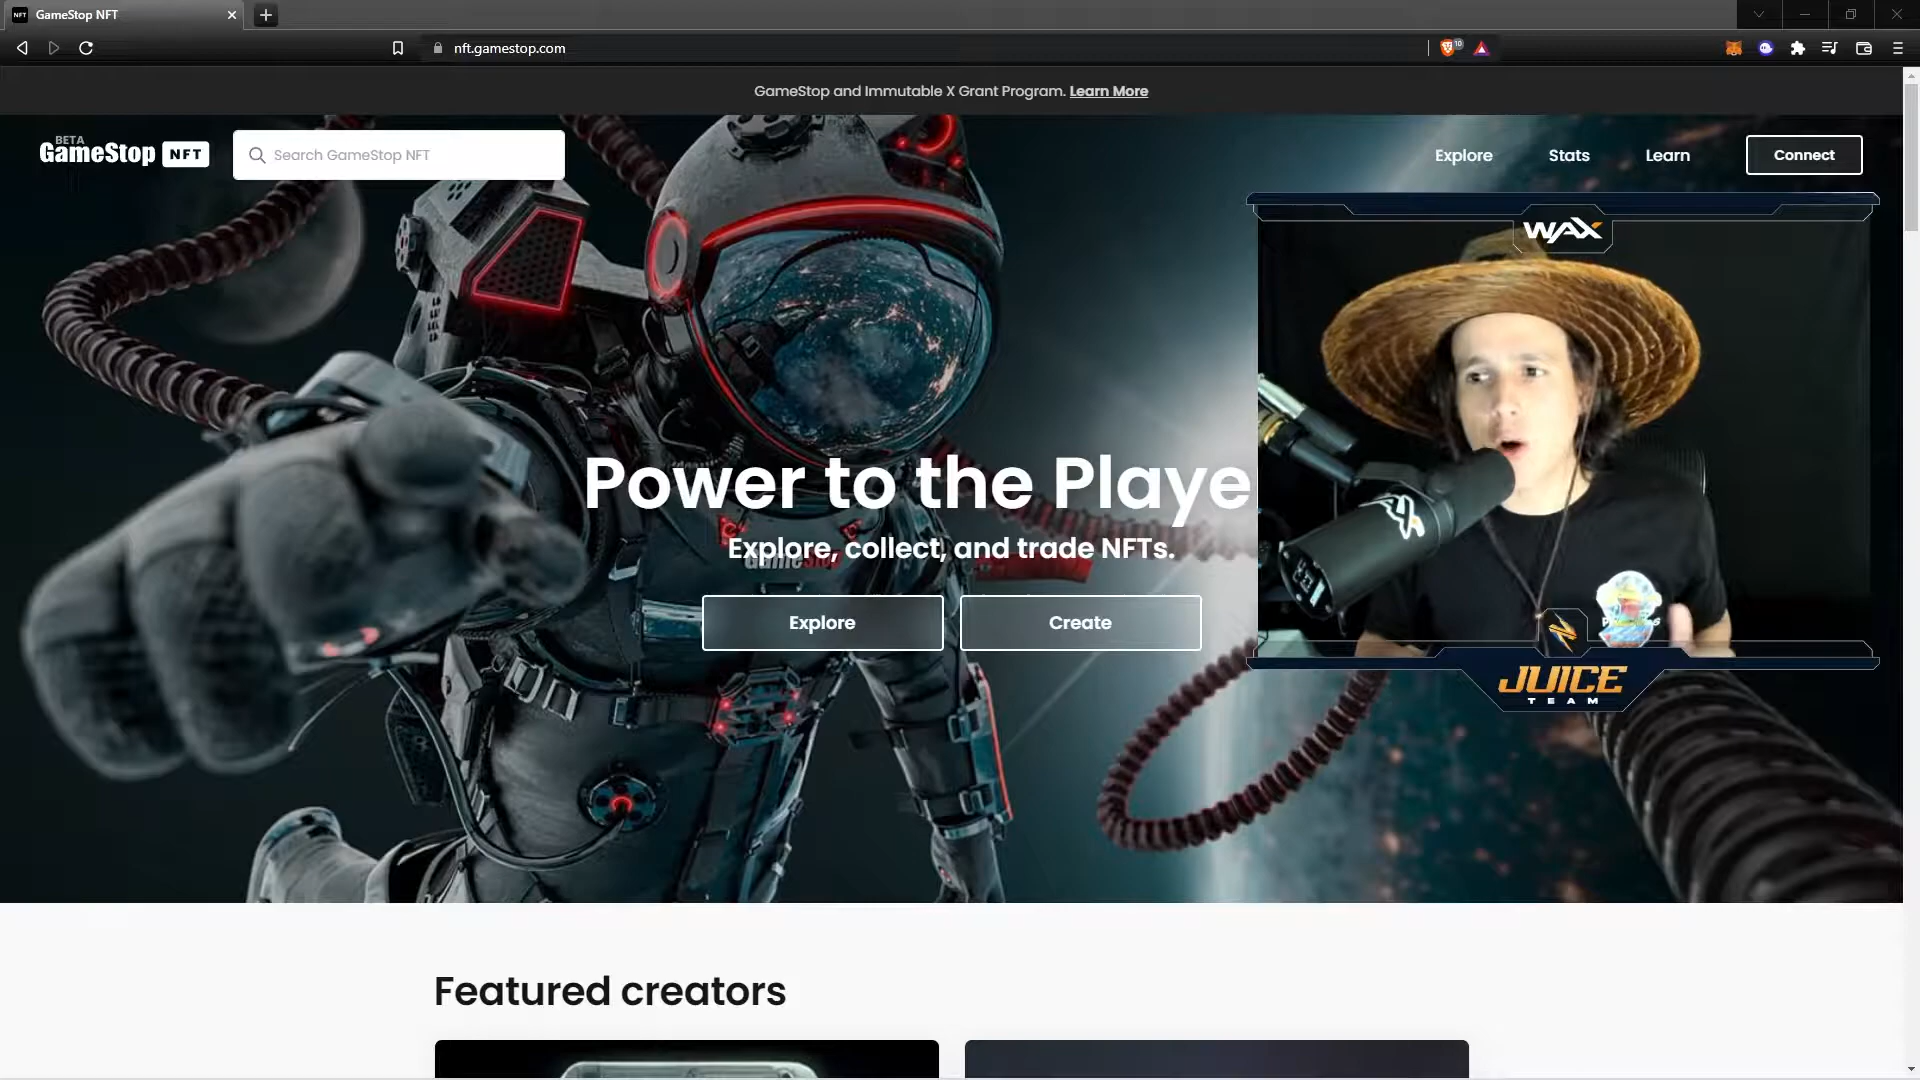 GameStop NFT
nft.gamestop.com
10
GameStop and Immutable X Grant Program. Learn More
BETA
GameStop NFT
Search GameStop NFT
Explore
Stats
Learn
Connect
WAX
Power to the Playe
Explore, collect, and trade NFTs.
GameStop
Explore
Create
JUICE
TEAM
Featured creators